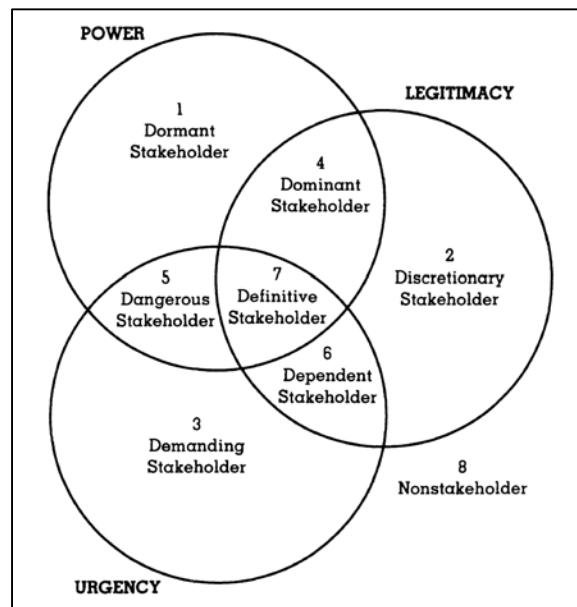 POWER
LEGITIMACY
1
Dormant
Stakeholder
4
Dominant
Stakeholder
2
Discretionary
Stakeholder
5
Dangerous
Stakeholder
7
Definitive
Stakeholder
6
Dependent
Stakeholder
3
Demanding
Stakeholder
8
Nonstakeholder
URGENCY